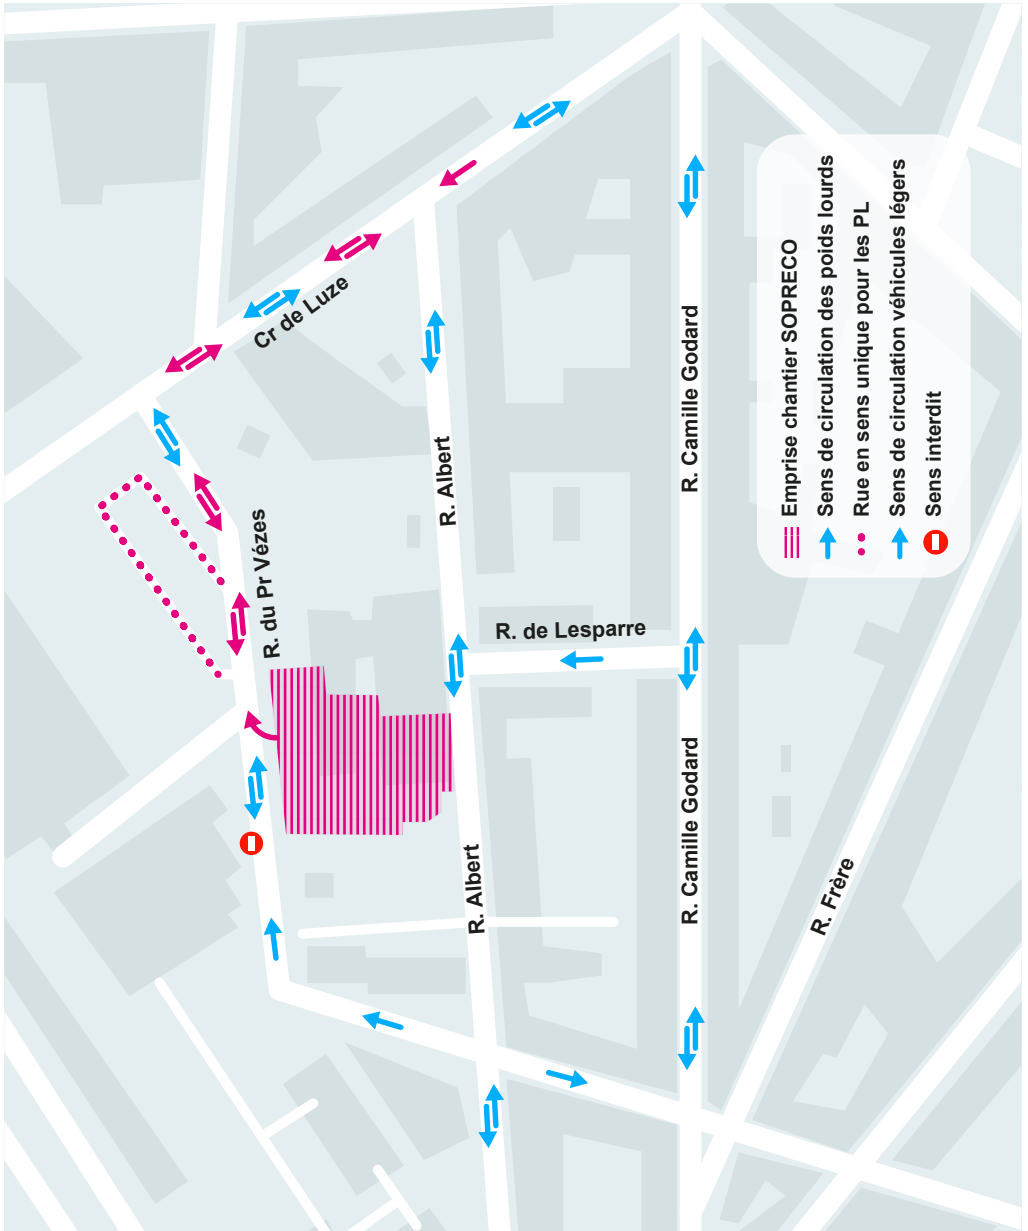 Cr de Luze
R. du Pr Vézes
R. Albert
R. Albert
R. de Lesparre
R. Camille Godard
R. Camille Godard
R. Frère
Emprise chantier SOPRECO
Sens de circulation des poids lourds
Rue en sens unique pour les PL
Sens de circulation véhicules légers
Sens interdit